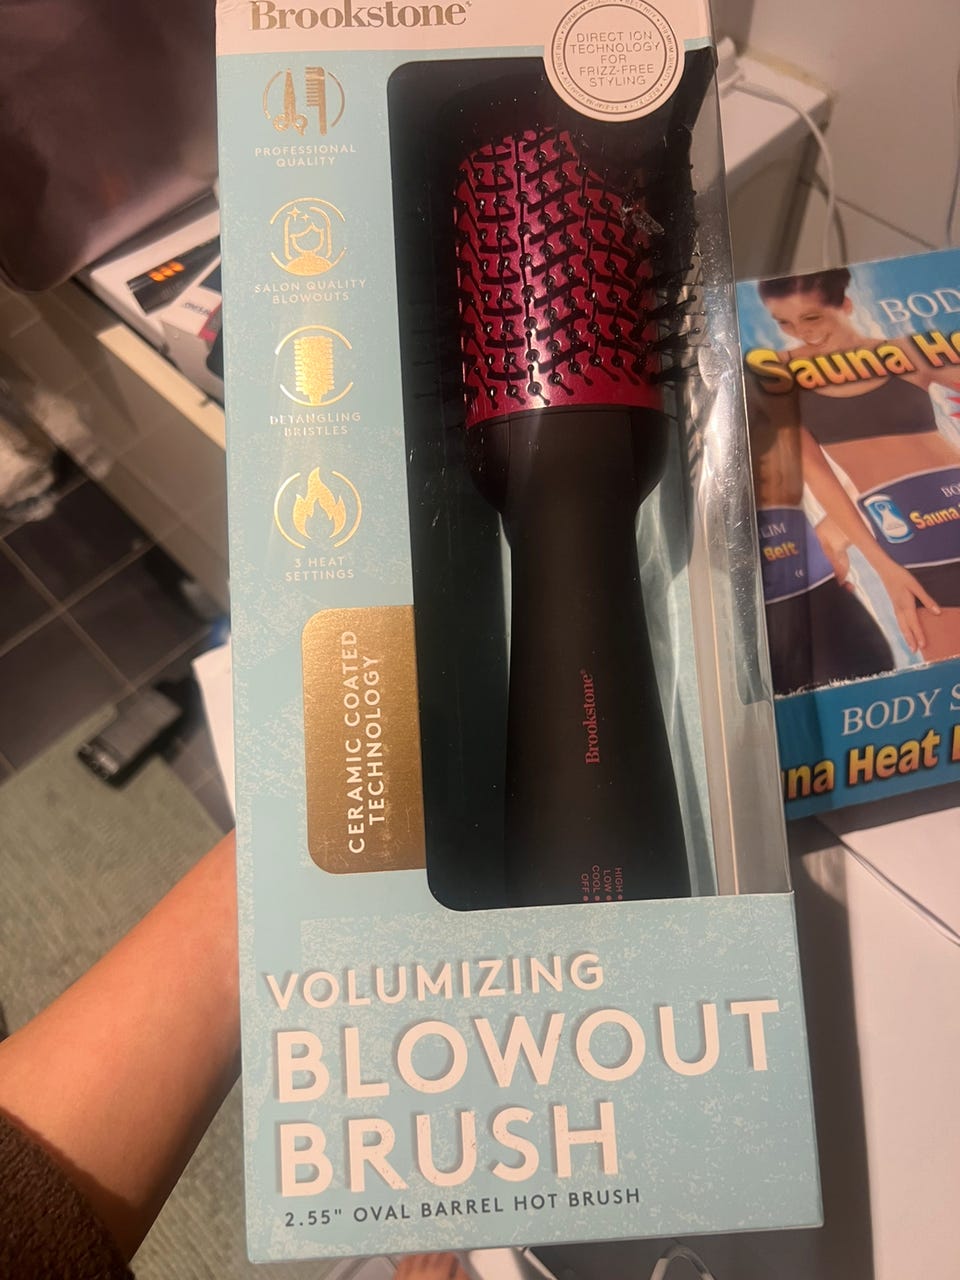 Brookstone
DIRECT ION
TECHNOLOGY
FOR
FRIZZ-FREE
STYLING
PROFESSIONAL
QUALITY
SALON QUALITY
BLOWOUTS
DETANGLING
BRISTLES
3 HEAT
SETTINGS
CERAMIC COATED
TECHNOLOGY
Brookstone®
HIGH
LOW
COOL
OFF
VOLUMIZING
BLOWOUT
BRUSH
2.55" OVAL BARREL HOT BRUSH
BOD
Sauna He
BO
Sauna
LIM
Belt
BODY S
una Heat